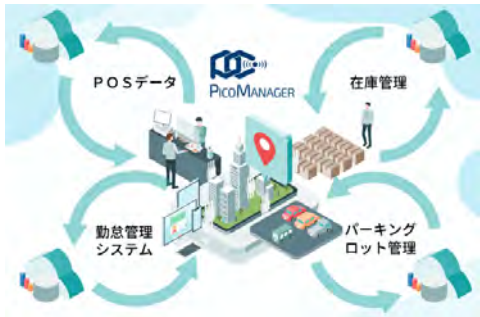 POC
PICOMANAGER
POSデータ
在庫管理
勤怠管理
システム
パーキング
ロット管理